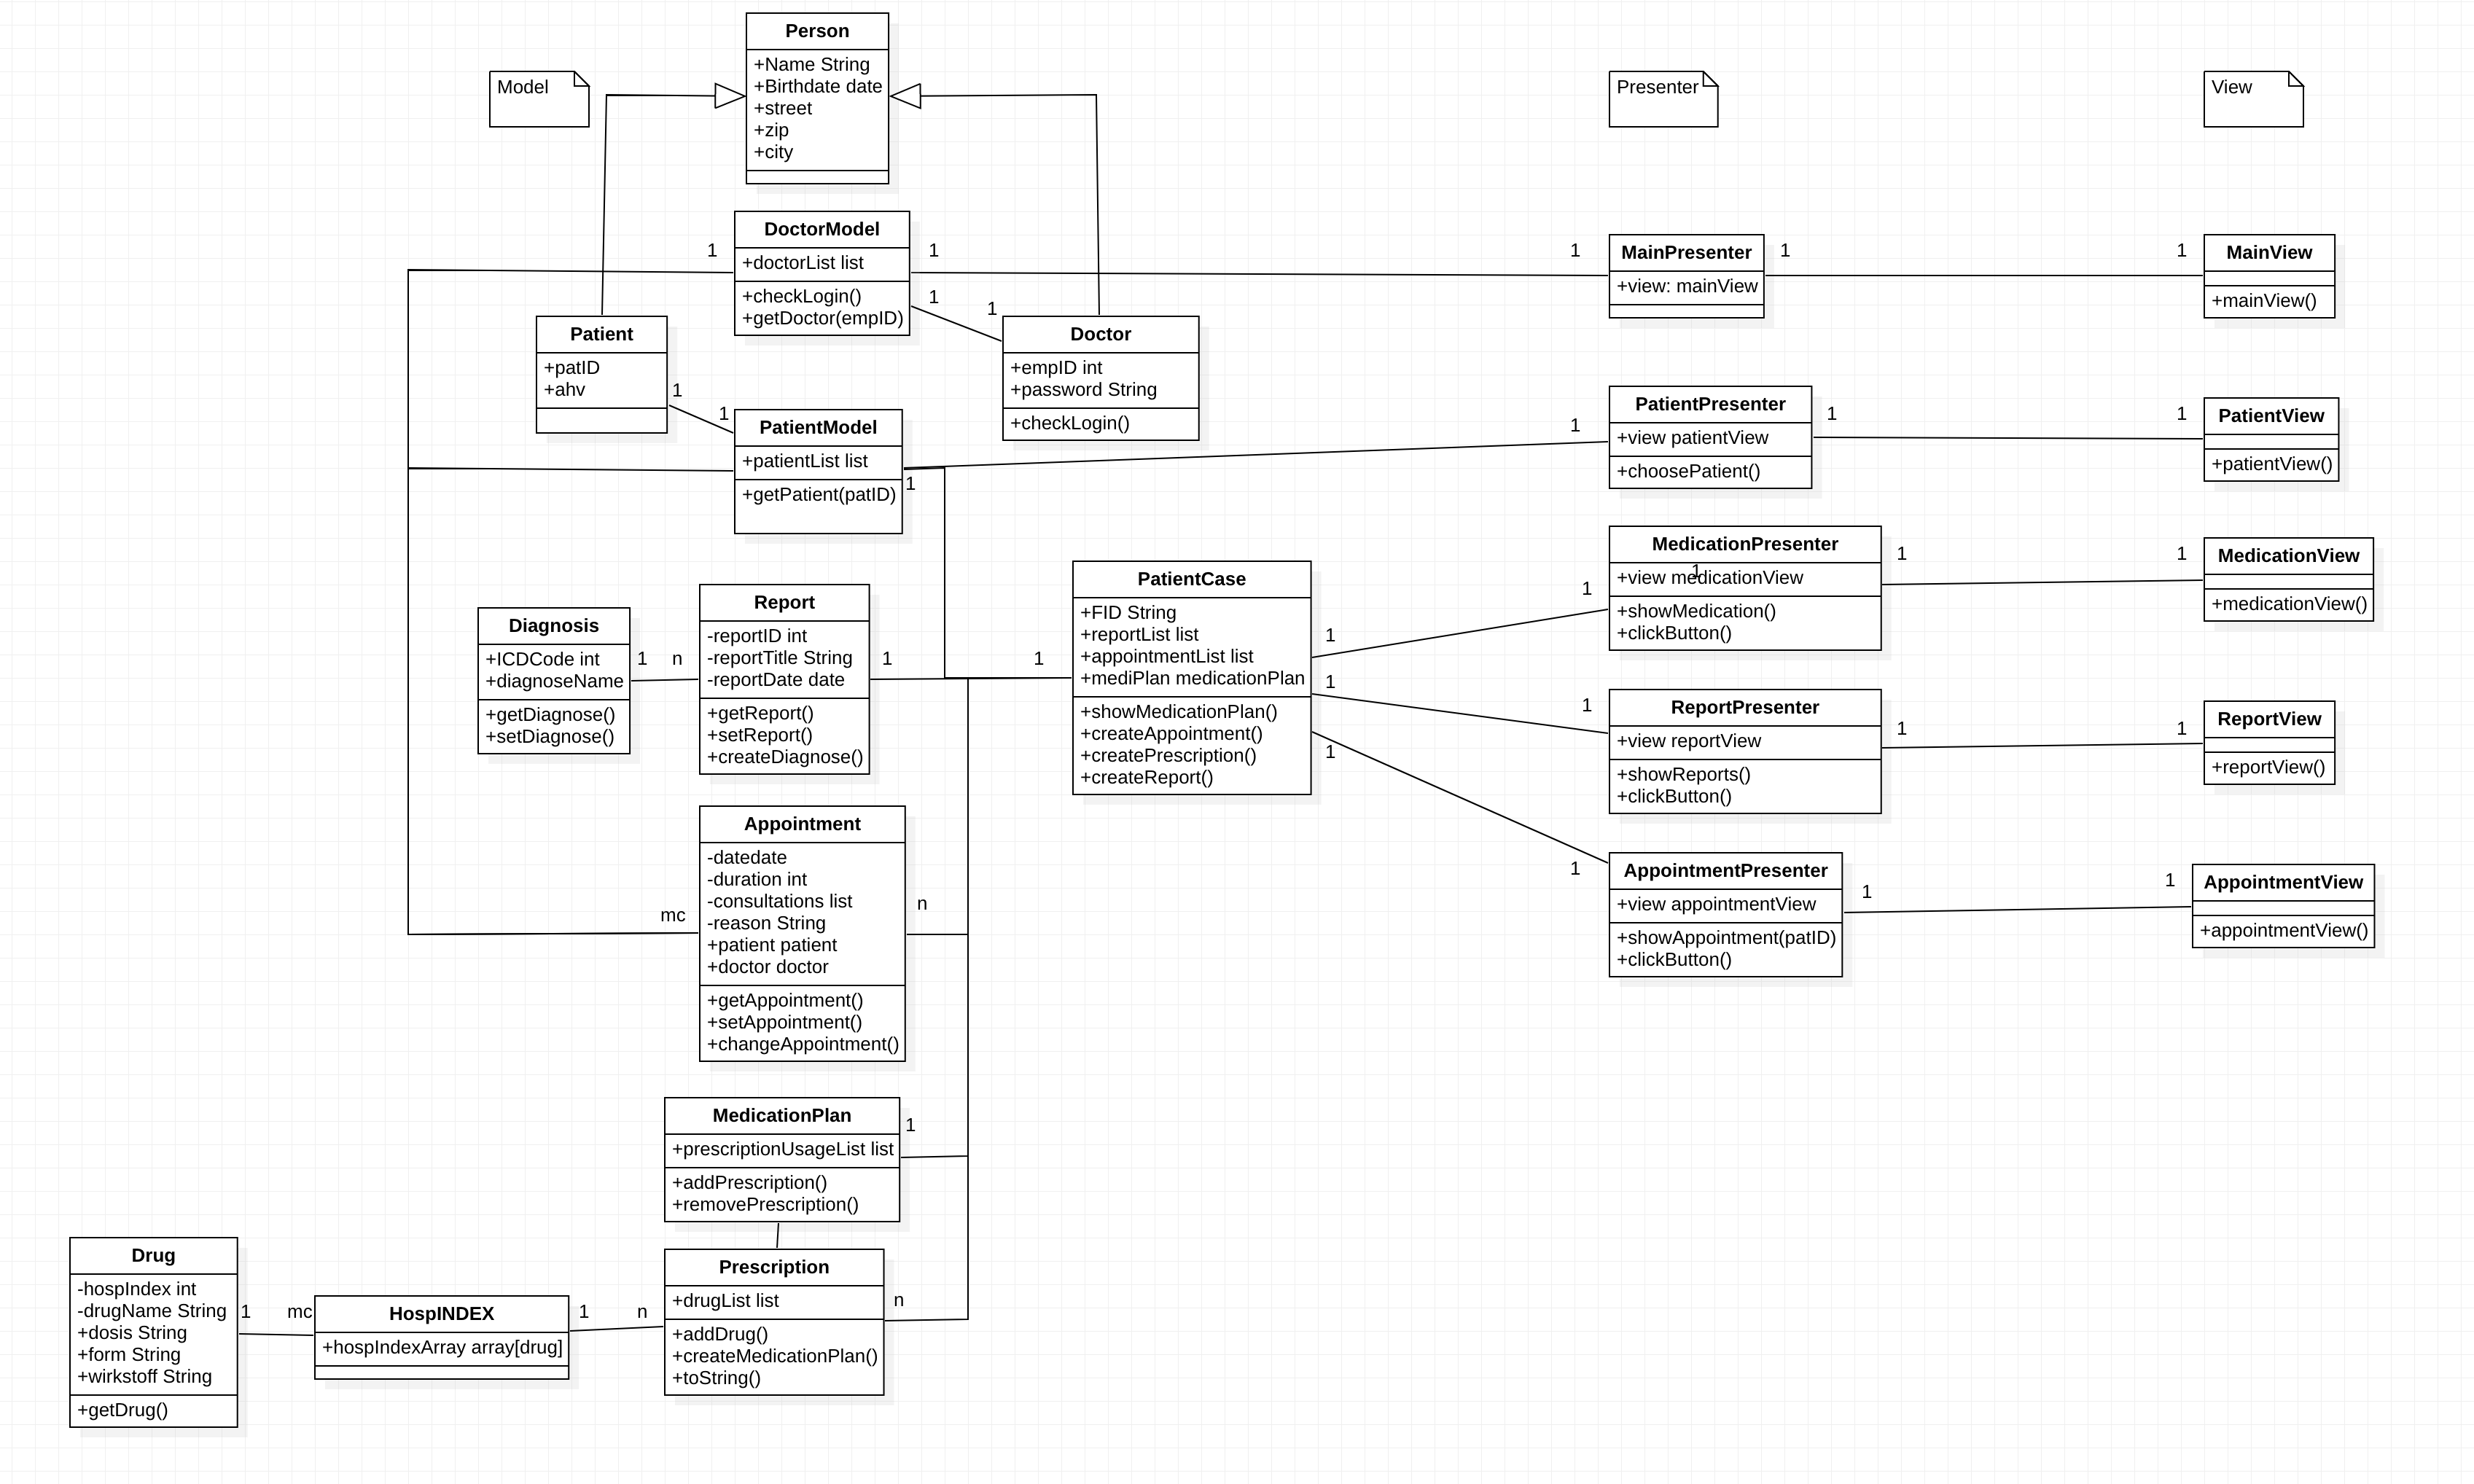 Person
+Name String
+Birthdate date
+street
+zip
+city
Model
Presenter
View
DoctorModel
+doctorList list
+checkLogin()
+getDoctor(empID)
1
1
1
1
1
MainPresenter
+view: mainView
1
1
MainView
+mainView()
Patient
+patID
+ahv
1
1
Doctor
+empID int
+password String
+checkLogin()
PatientModel
+patientList list
+getPatient(patID)
1
1
PatientPresenter
+view patientView
+choosePatient()
1
1
PatientView
+patientView()
MedicationPresenter
+view medicationView
1
+showMedication()
+clickButton()
1
1
1
MedicationView
+medicationView()
PatientCase
+FID String
+reportList list
+appointmentList list
+mediPlan medicationPlan
+showMedicationPlan()
+createAppointment()
+createPrescription()
+createReport()
1
1
1
1
Report
-reportID int
-reportTitle String
-reportDate date
+getReport()
+setReport()
+createDiagnose()
1
Diagnosis
+ICDCode int
+diagnoseName
+getDiagnose()
+setDiagnose()
1
n
ReportPresenter
+view reportView
+showReports()
+clickButton()
1
1
1
ReportView
+reportView()
Appointment
-datedate
-duration int
-consultations list
-reason String
+patient patient
+doctor doctor
+getAppointment()
+setAppointment()
+changeAppointment()
mc
n
AppointmentPresenter
+view appointmentView
+showAppointment(patID)
+clickButton()
1
1
1
AppointmentView
+appointmentView()
MedicationPlan
+prescriptionUsageList list
+addPrescription()
+removePrescription()
1
Drug
-hospIndex int
-drugName String
+dosis String
+form String
+wirkstoff String
+getDrug()
1
mc
HospINDEX
+hospIndexArray array[drug]
1
n
Prescription
+drugList list
+addDrug()
+createMedicationPlan()
+toString()
n